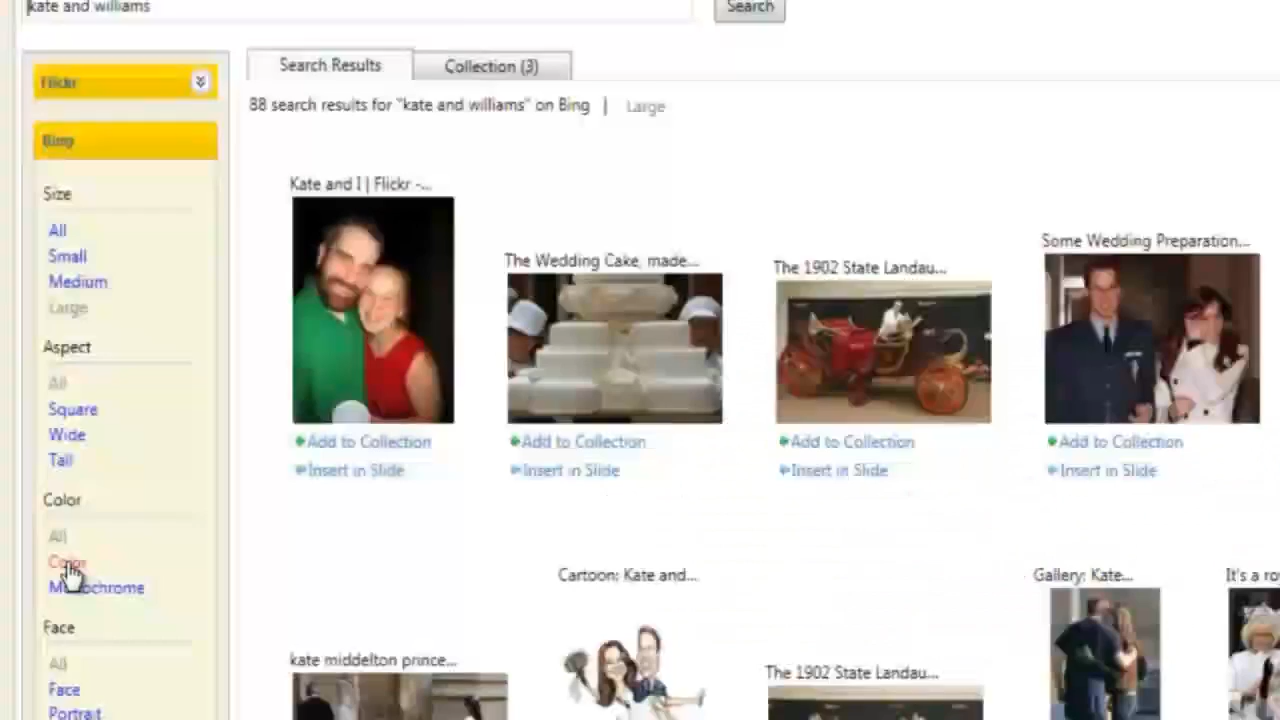 kate and williams
Search
Flickr
Search Results
Collection (3)
88 search results for "kate and williams" on Bing | Large
Bing
Size
All
Small
Medium
Large
Aspect
All
Square
Wide
Tall
Color
All
Color
Monochrome
Face
All
Face
Portrait
Kate and I | Flickr -...
The Wedding Cake, made...
The 1902 State Landau...
Some Wedding Preparation...
Add to Collection
Add to Collection
Add to Collection
Add to Collection
Insert in Slide
Insert in Slide
Insert in Slide
Insert in Slide
Cartoon: Kate and...
Gallery: Kate...
It's a ro
kate middelton prince...
The 1902 State Landau...